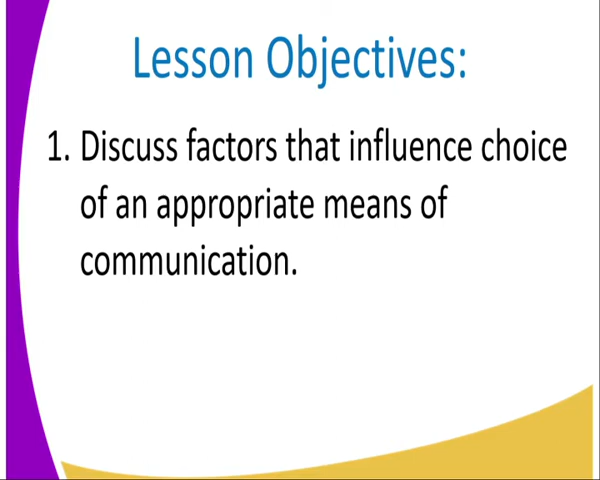 Lesson Objectives:
1. Discuss factors that influence choice
of an appropriate means of
communication.